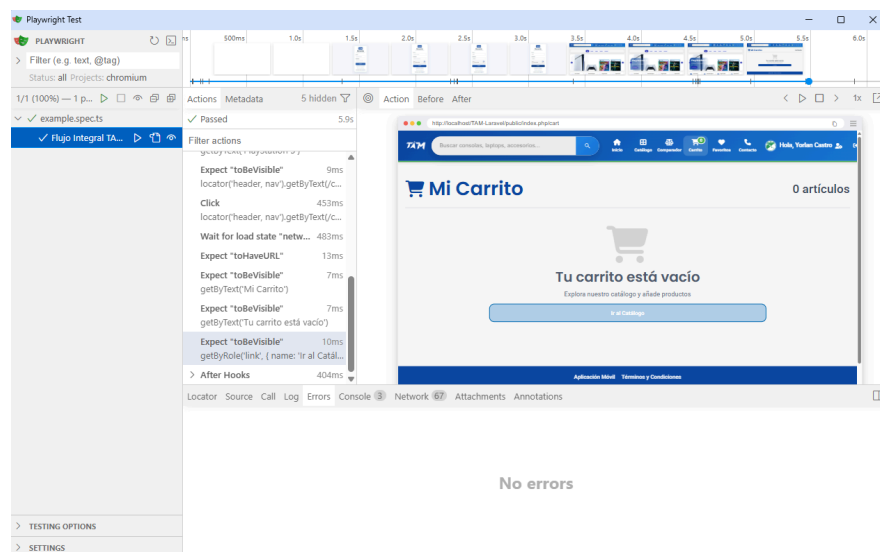 Playwright Test
PLAYWRIGHT
Filter (e.g. text, @tag)
Status: all Projects: chromium
1/1 (100%) — 1 p...
example.spec.ts
Flujo Integral TA...
TESTING OPTIONS
SETTINGS
500ms 1.0s 1.5s 2.0s 2.5s 3.0s 3.5s 4.0s 4.5s 5.0s 5.5s 6.0s
Actions Metadata 5 hidden
Passed 5.9s
Filter actions
Expect "toBeVisible" 9ms
locator('header, nav').getByText(/c...
Click 453ms
locator('header, nav').getByText(/c...
Wait for load state "netw... 483ms
Expect "toHaveURL" 13ms
Expect "toBeVisible" 7ms
getByText('Mi Carrito')
Expect "toBeVisible" 7ms
getByText('Tu carrito está vacío')
Expect "toBeVisible" 10ms
getByRole('link', { name: 'Ir al Catál...
After Hooks 404ms
Action Before After 1x
http://localhost/TAM-Laravel/public/index.php/cart
TAM Buscar consolas, laptops, accesorios...
Inicio Catálogo Comparador Carrito Favoritos Contacto Hola, Yorlan Castro
Mi Carrito 0 artículos
Tu carrito está vacío
Explora nuestro catálogo y añade productos
Ir al Catálogo
Aplicación Móvil Términos y Condiciones
Locator Source Call Log Errors Console 3 Network 67 Attachments Annotations
No errors